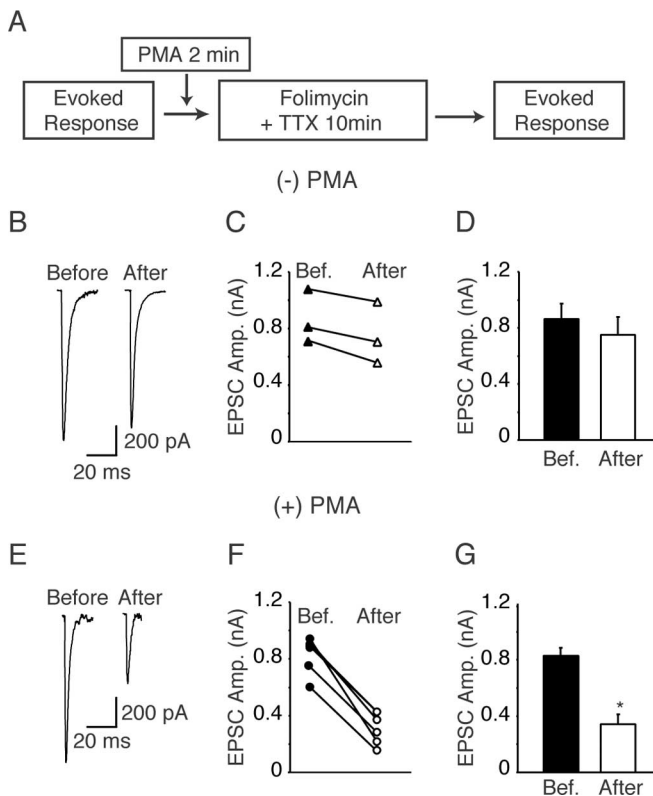 A
PMA 2 min
Evoked
Response
Folimycin
+ TTX 10min
Evoked
Response
(-) PMA
B
Before After
200 pA
20 ms
C
EPSC Amp. (nA)
1.2
0.8
0.4
0
Bef. After
D
EPSC Amp. (nA)
1.2
0.8
0.4
0
Bef. After
(+) PMA
E
Before After
200 pA
20 ms
F
EPSC Amp. (nA)
1.2
0.8
0.4
0
Bef. After
G
EPSC Amp. (nA)
1.2
0.8
0.4
0
*
Bef. After